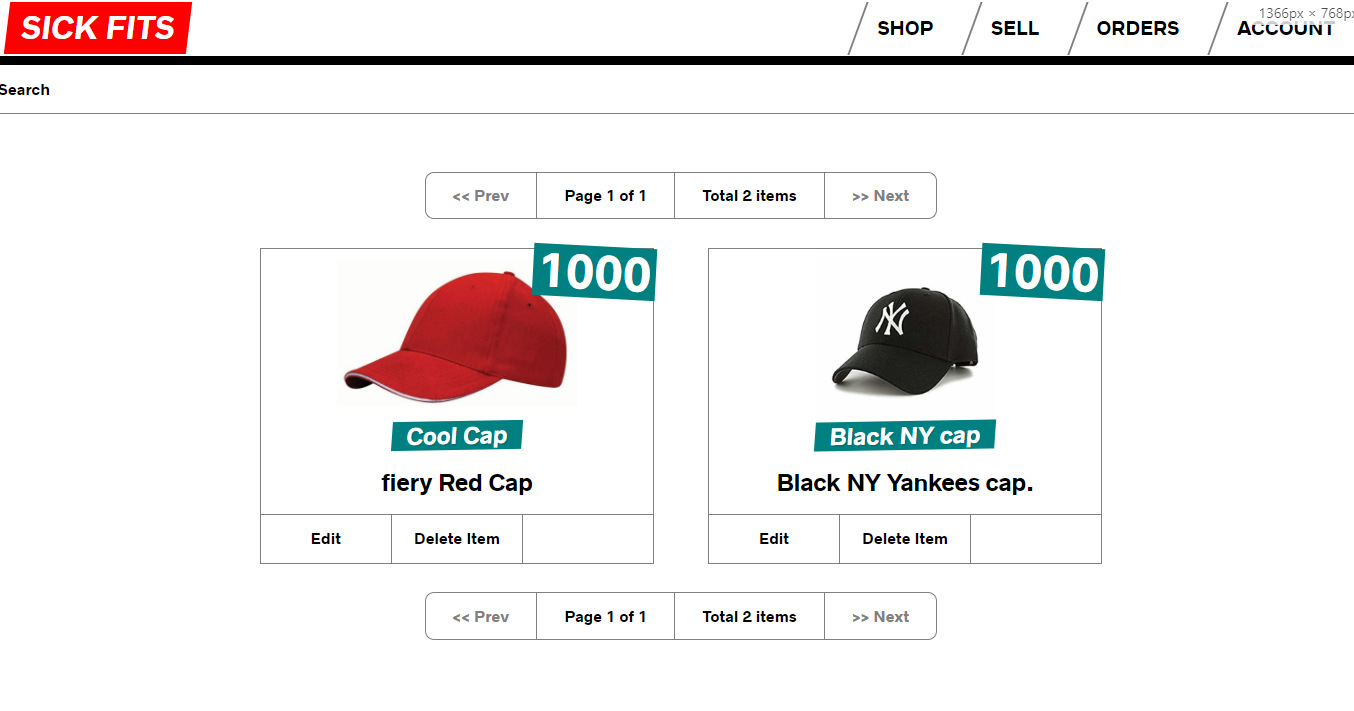 SICK FITS
SHOP
SELL
ORDERS
ACCOUNT
1366px × 768px
Search
<< Prev
Page 1 of 1
Total 2 items
>> Next
1000
Cool Cap
fiery Red Cap
Edit
Delete Item
1000
NY
Black NY cap
Black NY Yankees cap.
Edit
Delete Item
<< Prev
Page 1 of 1
Total 2 items
>> Next